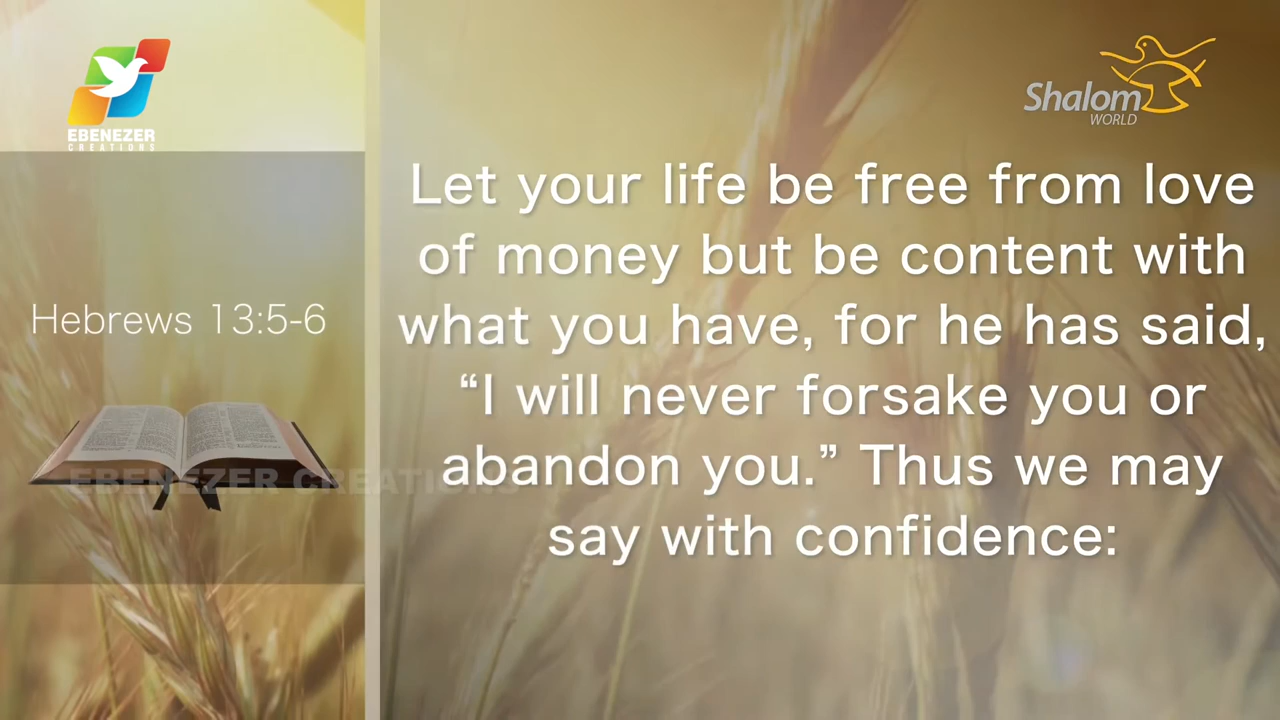 EBENEZER
CREATIONS
Shalom
WORLD
Hebrews 13:5-6
Let your life be free from love
of money but be content with
what you have, for he has said,
“I will never forsake you or
abandon you.” Thus we may
say with confidence:
EBENEZER CREATIONS